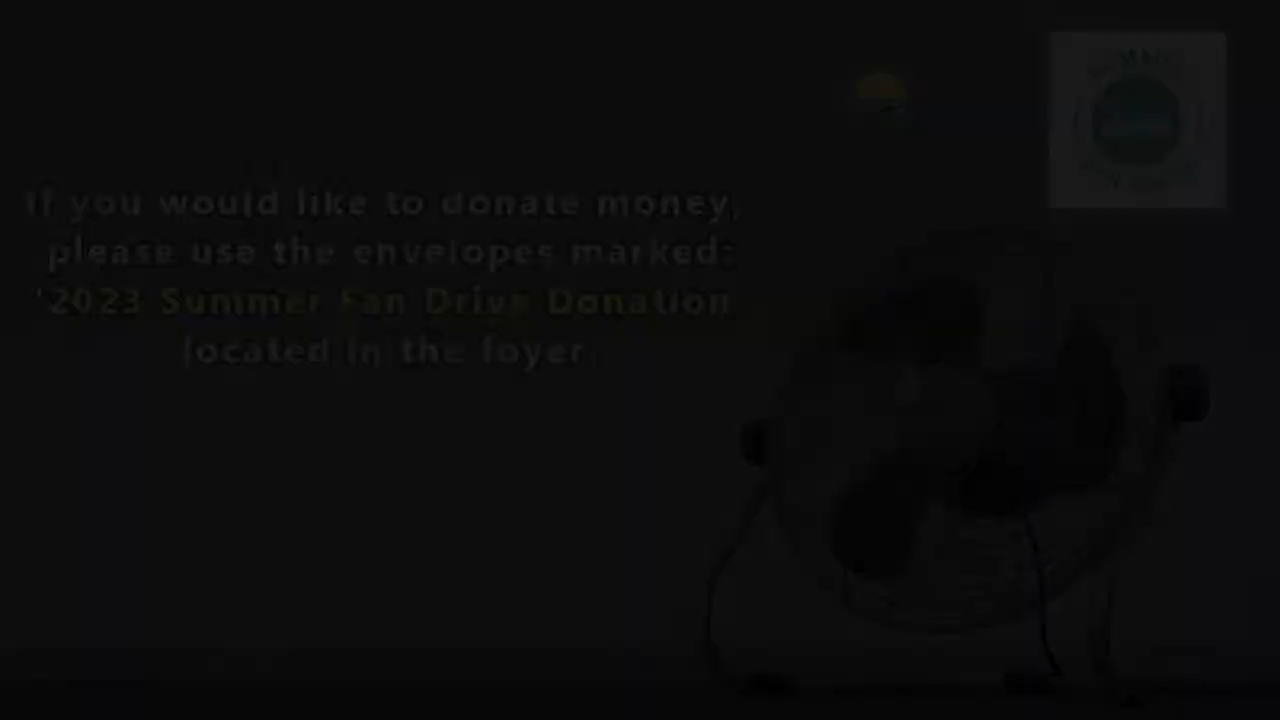 If you would like to donate money,
please use the envelopes marked:
'2023 Summer Fan Drive Donation
located in the foyer.